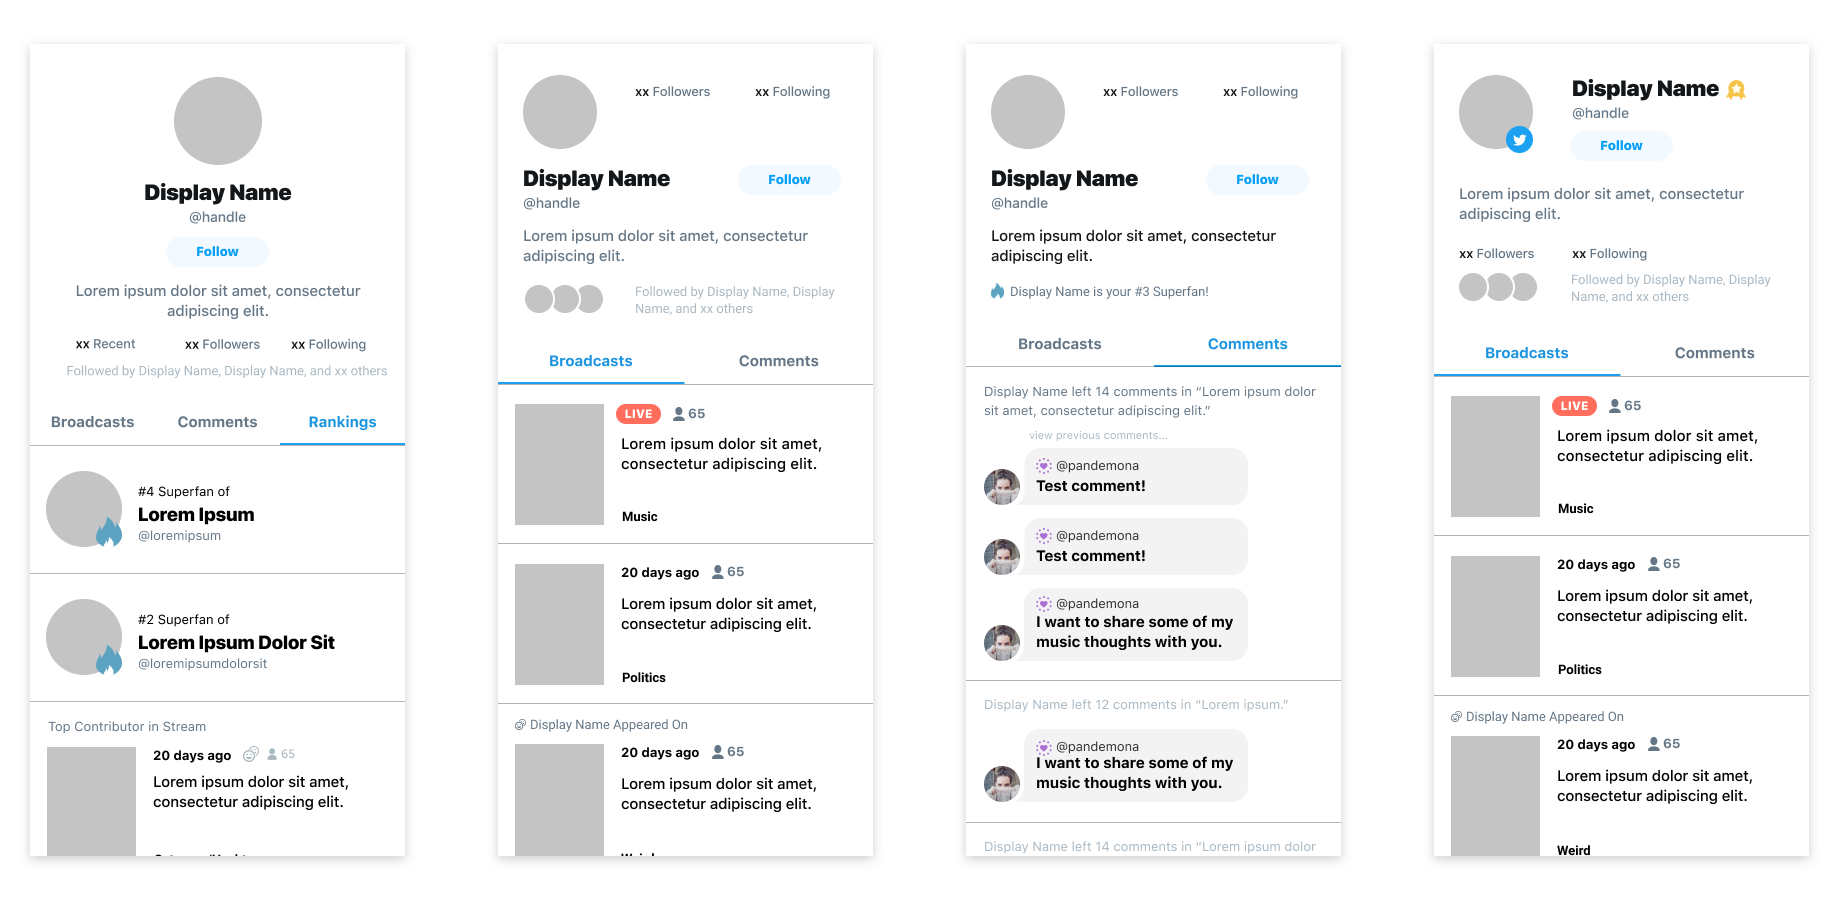 Display Name
@handle
Follow
Lorem ipsum dolor sit amet, consectetur
adipiscing elit.
xx Recent
xx Followers
xx Following
Followed by Display Name, Display Name, and xx others
Broadcasts
Comments
Rankings
#4 Superfan of
Lorem Ipsum
@loremipsum
#2 Superfan of
Lorem Ipsum Dolor Sit
@loremipsumdolorsit
Top Contributor in Stream
20 days ago
65
Lorem ipsum dolor sit amet,
consectetur adipiscing elit.
xx Followers
xx Following
Display Name
Follow
@handle
Lorem ipsum dolor sit amet, consectetur
adipiscing elit.
Followed by Display Name, Display
Name, and xx others
Broadcasts
Comments
LIVE
65
Lorem ipsum dolor sit amet,
consectetur adipiscing elit.
Music
20 days ago
65
Lorem ipsum dolor sit amet,
consectetur adipiscing elit.
Politics
Display Name Appeared On
20 days ago
65
Lorem ipsum dolor sit amet,
consectetur adipiscing elit.
xx Followers
xx Following
Display Name
Follow
@handle
Lorem ipsum dolor sit amet, consectetur
adipiscing elit.
Display Name is your #3 Superfan!
Broadcasts
Comments
Display Name left 14 comments in “Lorem ipsum dolor
sit amet, consectetur adipiscing elit.”
view previous comments...
@pandemona
Test comment!
@pandemona
Test comment!
@pandemona
I want to share some of my
music thoughts with you.
Display Name left 12 comments in “Lorem ipsum.”
@pandemona
I want to share some of my
music thoughts with you.
Display Name left 14 comments in “Lorem ipsum dolor
Display Name
@handle
Follow
Lorem ipsum dolor sit amet, consectetur
adipiscing elit.
xx Followers
xx Following
Followed by Display Name, Display
Name, and xx others
Broadcasts
Comments
LIVE
65
Lorem ipsum dolor sit amet,
consectetur adipiscing elit.
Music
20 days ago
65
Lorem ipsum dolor sit amet,
consectetur adipiscing elit.
Politics
Display Name Appeared On
20 days ago
65
Lorem ipsum dolor sit amet,
consectetur adipiscing elit.
Weird